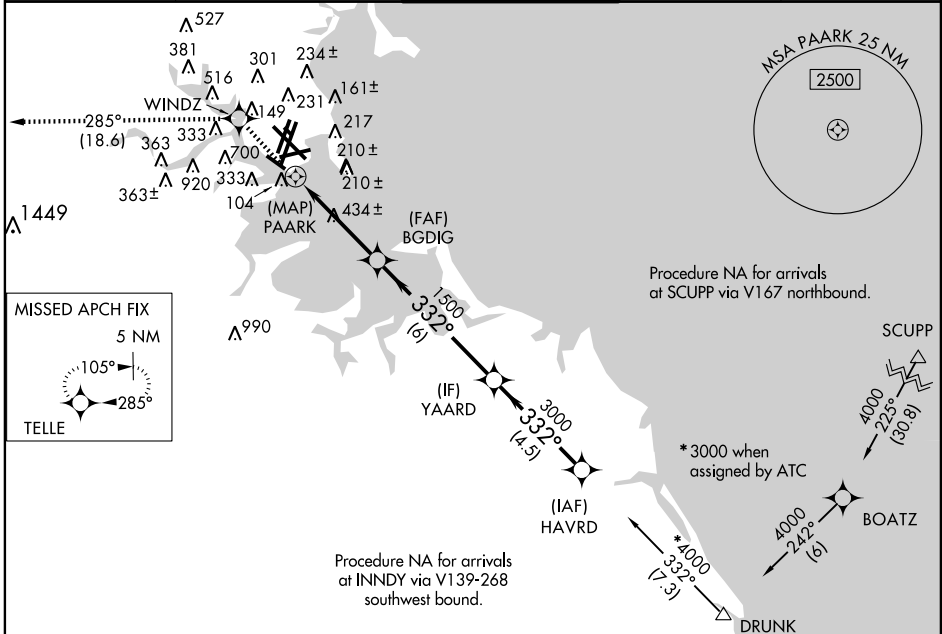 527
381
301
234±
516
231
161±
WINDZ
149
217
285°
(18.6)
333
363
700
210±
920
333
210±
363±
104
(MAP)
PAARK
434±
1449
(FAF)
BGDIG
MSA PAARK 25 NM
2500
Procedure NA for arrivals
at SCUPP via V167 northbound.
MISSED APCH FIX
5 NM
105°
285°
TELLE
990
1500
332°
(6)
SCUPP
4000
225°
(30.8)
(IF)
YAARD
3000
332°
(4.5)
*3000 when
assigned by ATC
(IAF)
HAVRD
BOATZ
4000
242°
(6)
Procedure NA for arrivals
at INNDY via V139-268
southwest bound.
*4000
332°
(7.3)
DRUNK